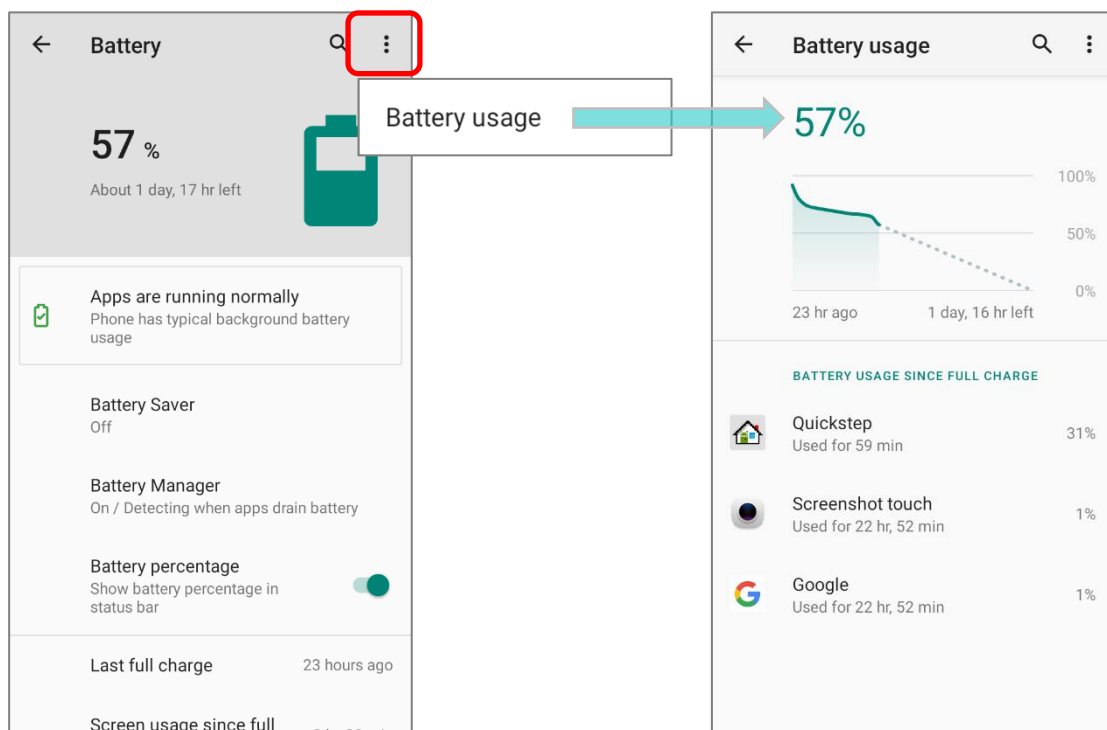 Battery
Battery usage
57 %
About 1 day, 17 hr left
Apps are running normally
Phone has typical background battery
usage
Battery Saver
Off
Battery Manager
On / Detecting when apps drain battery
Battery percentage
Show battery percentage in
status bar
Last full charge 23 hours ago
Screen usage since full
Battery usage
57%
100%
50%
0%
23 hr ago 1 day, 16 hr left
BATTERY USAGE SINCE FULL CHARGE
Quickstep 31%
Used for 59 min
Screenshot touch 1%
Used for 22 hr, 52 min
Google 1%
Used for 22 hr, 52 min